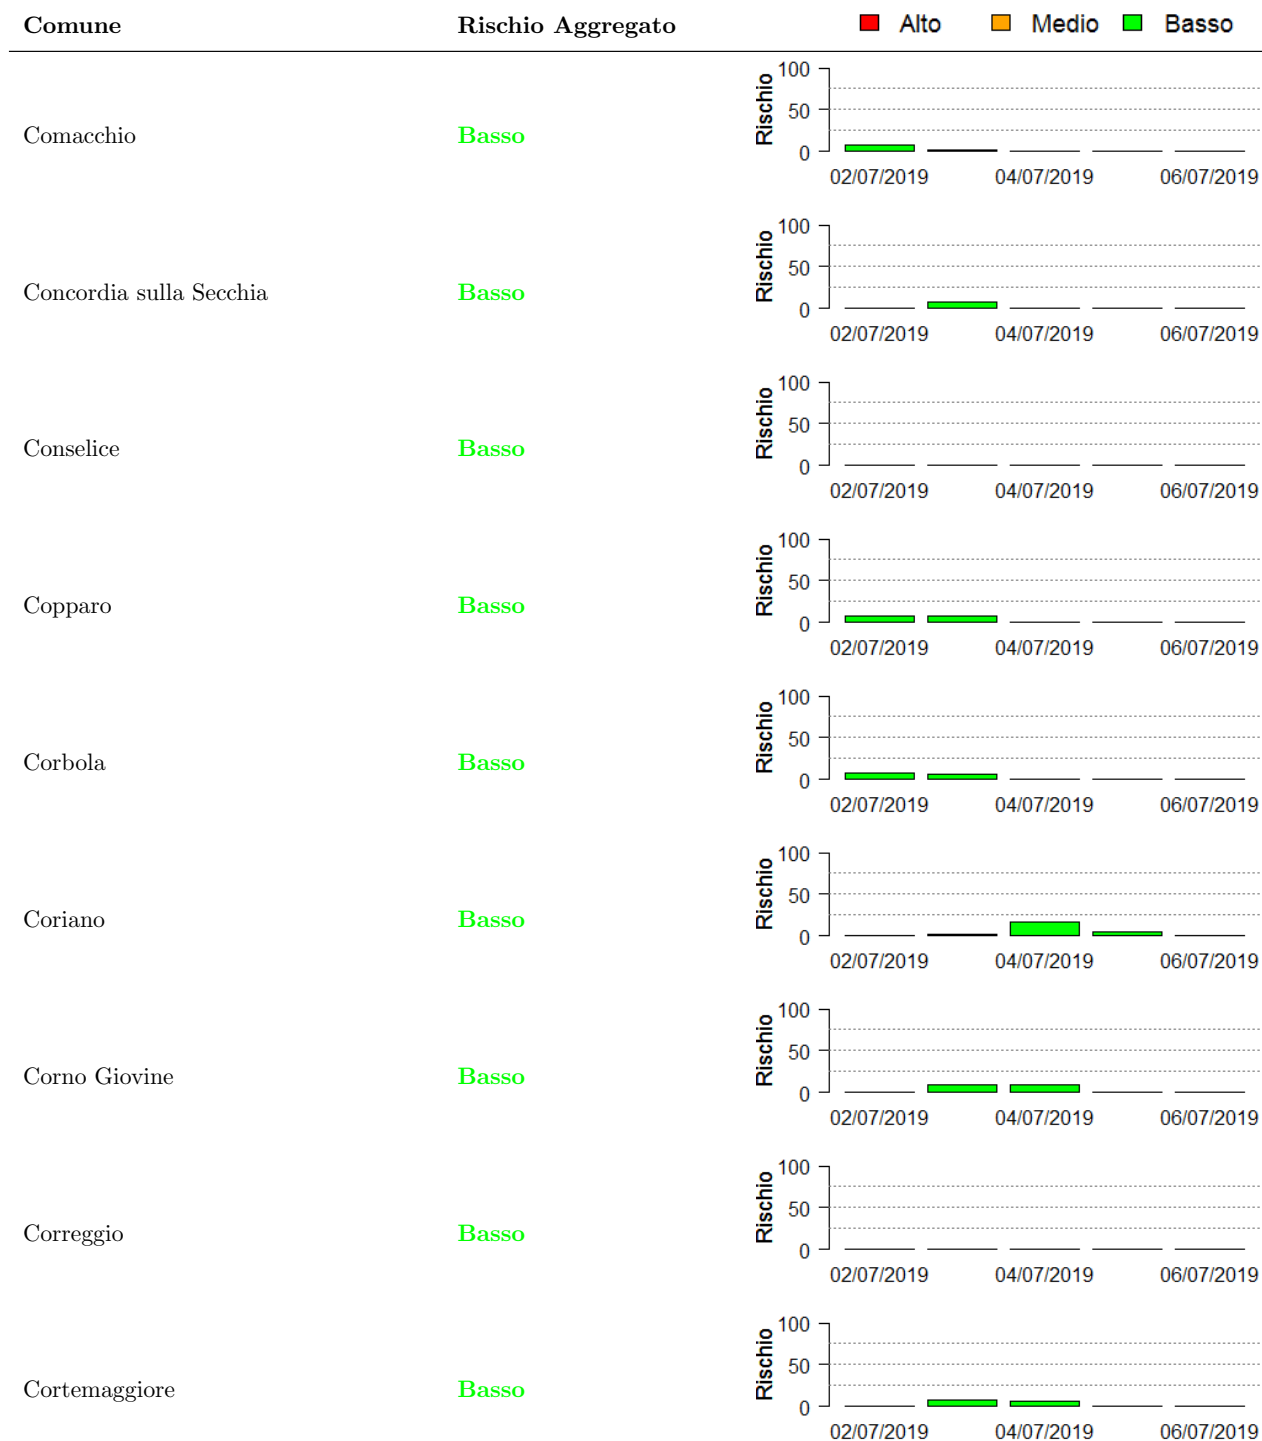 Comune Rischio Aggregato Alto Medio Basso
100
50
0
Rischio
Comacchio Basso
02/07/2019 04/07/2019 06/07/2019
100
50
0
Rischio
Concordia sulla Secchia Basso
02/07/2019 04/07/2019 06/07/2019
100
50
0
Rischio
Conselice Basso
02/07/2019 04/07/2019 06/07/2019
100
50
0
Rischio
Copparo Basso
02/07/2019 04/07/2019 06/07/2019
100
50
0
Rischio
Corbola Basso
02/07/2019 04/07/2019 06/07/2019
100
50
0
Rischio
Coriano Basso
02/07/2019 04/07/2019 06/07/2019
100
50
0
Rischio
Corno Giovine Basso
02/07/2019 04/07/2019 06/07/2019
100
50
0
Rischio
Correggio Basso
02/07/2019 04/07/2019 06/07/2019
100
50
0
Rischio
Cortemaggiore Basso
02/07/2019 04/07/2019 06/07/2019